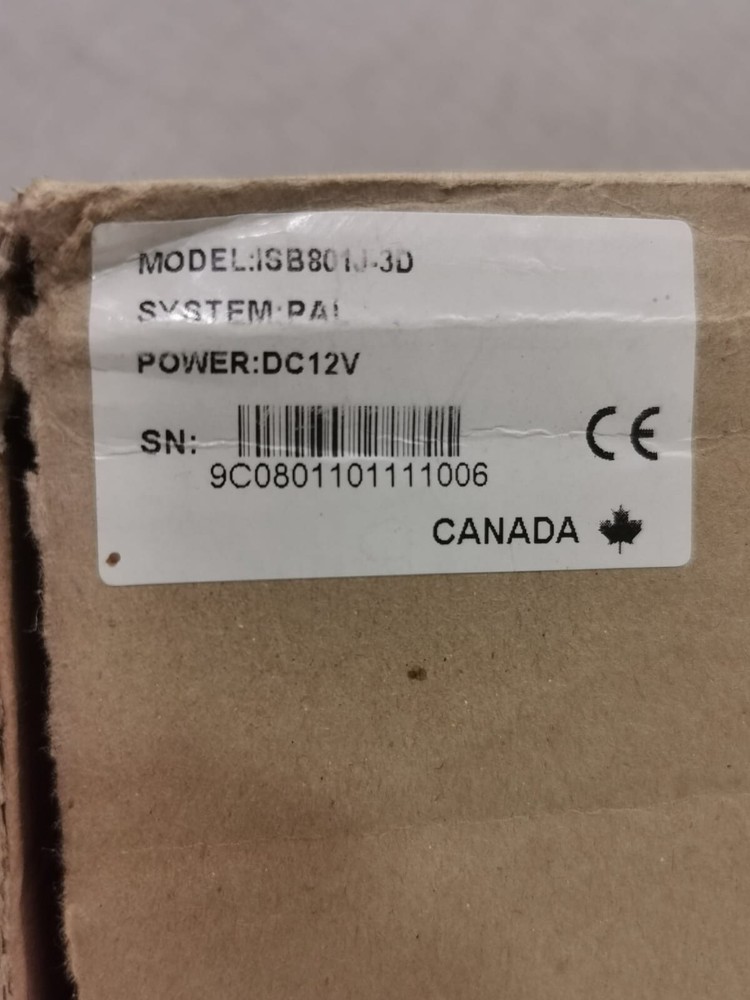 MODEL:ISB801J-3D
SYSTEM:PAL
POWER:DC12V
SN:
9C0801101111006
CE
CANADA